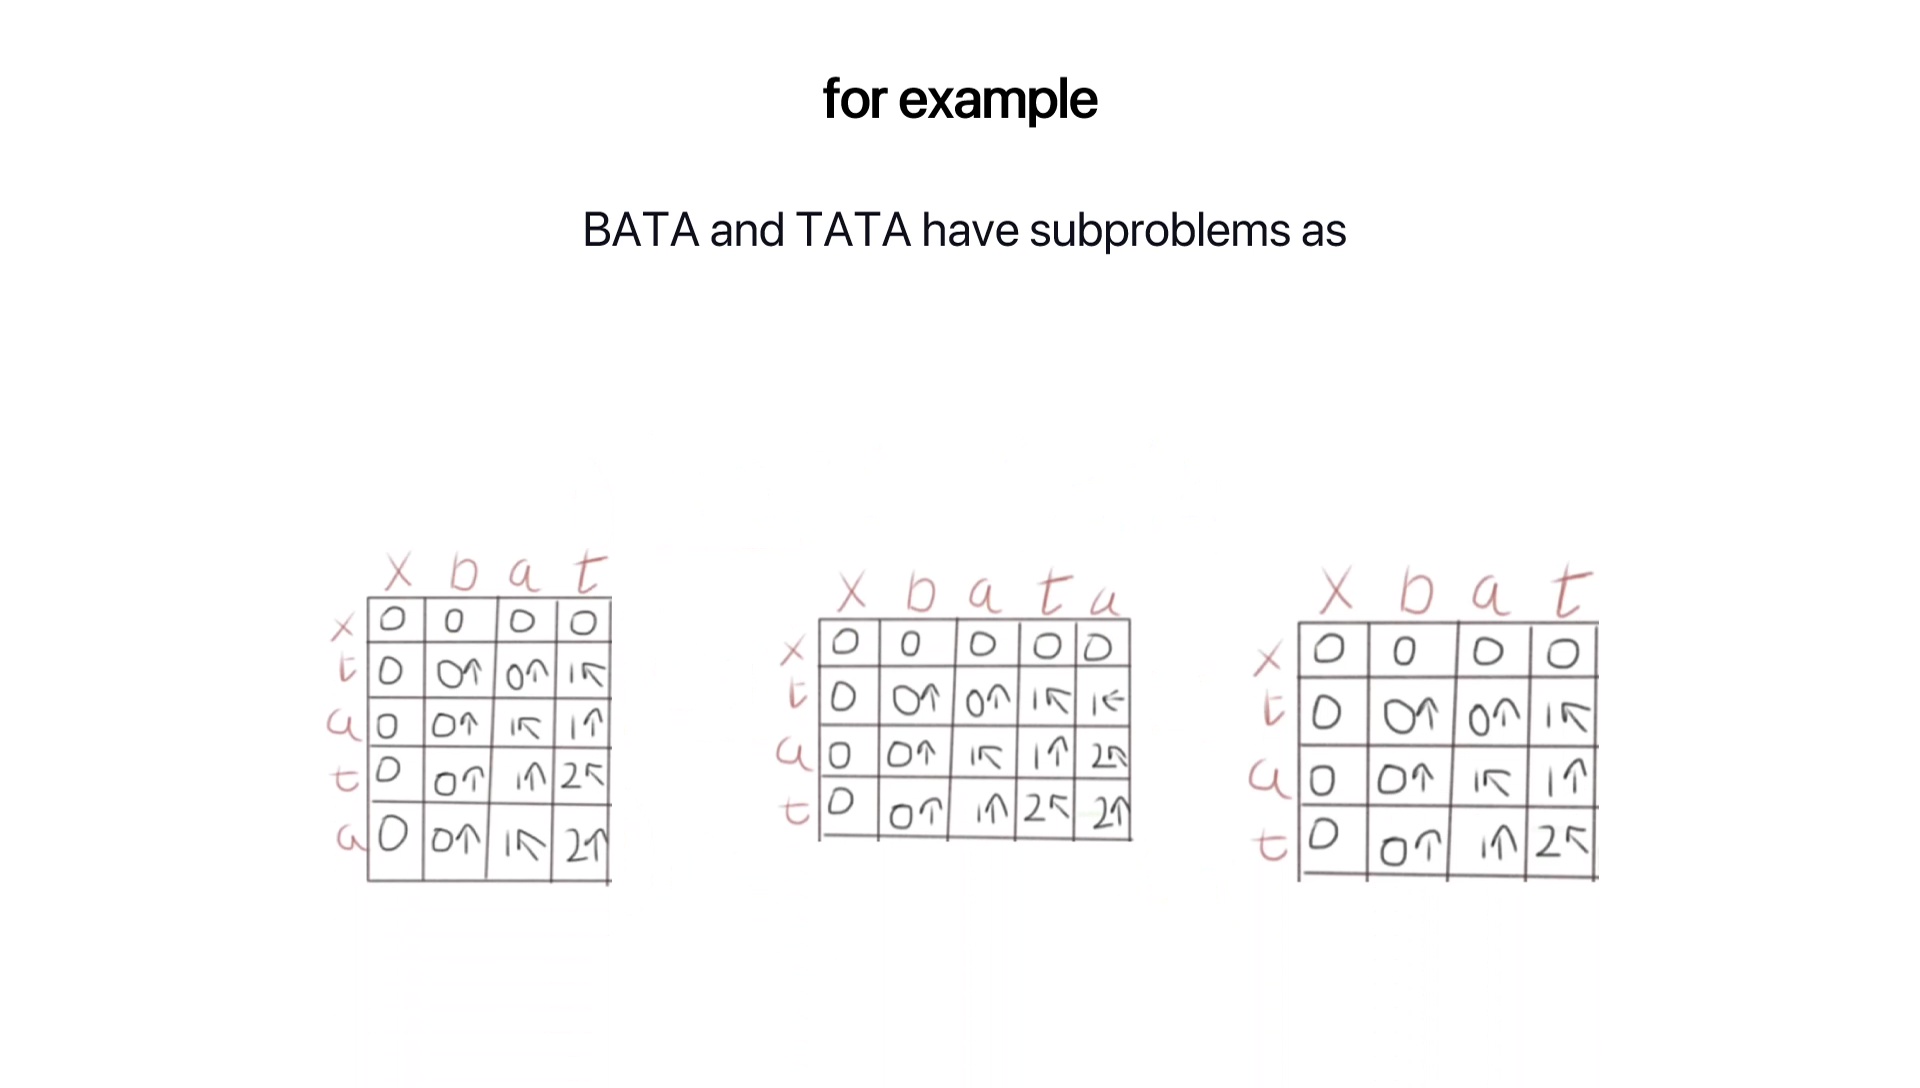 for example
BATA and TATA have subproblems as
x b a t
x 0 0 0 0
t 0 0↑ 0↑ 1↖
a 0 0↑ 1↖ 1↑
t 0 0↑ 1↑ 2↖
a 0 0↑ 1↖ 2↑
x b a t a
x 0 0 0 0 0
t 0 0↑ 0↑ 1↖ 1←
a 0 0↑ 1↖ 1↑ 2↖
t 0 0↑ 1↑ 2↖ 2↑
x b a t
x 0 0 0 0
t 0 0↑ 0↑ 1↖
a 0 0↑ 1↖ 1↑
t 0 0↑ 1↑ 2↖